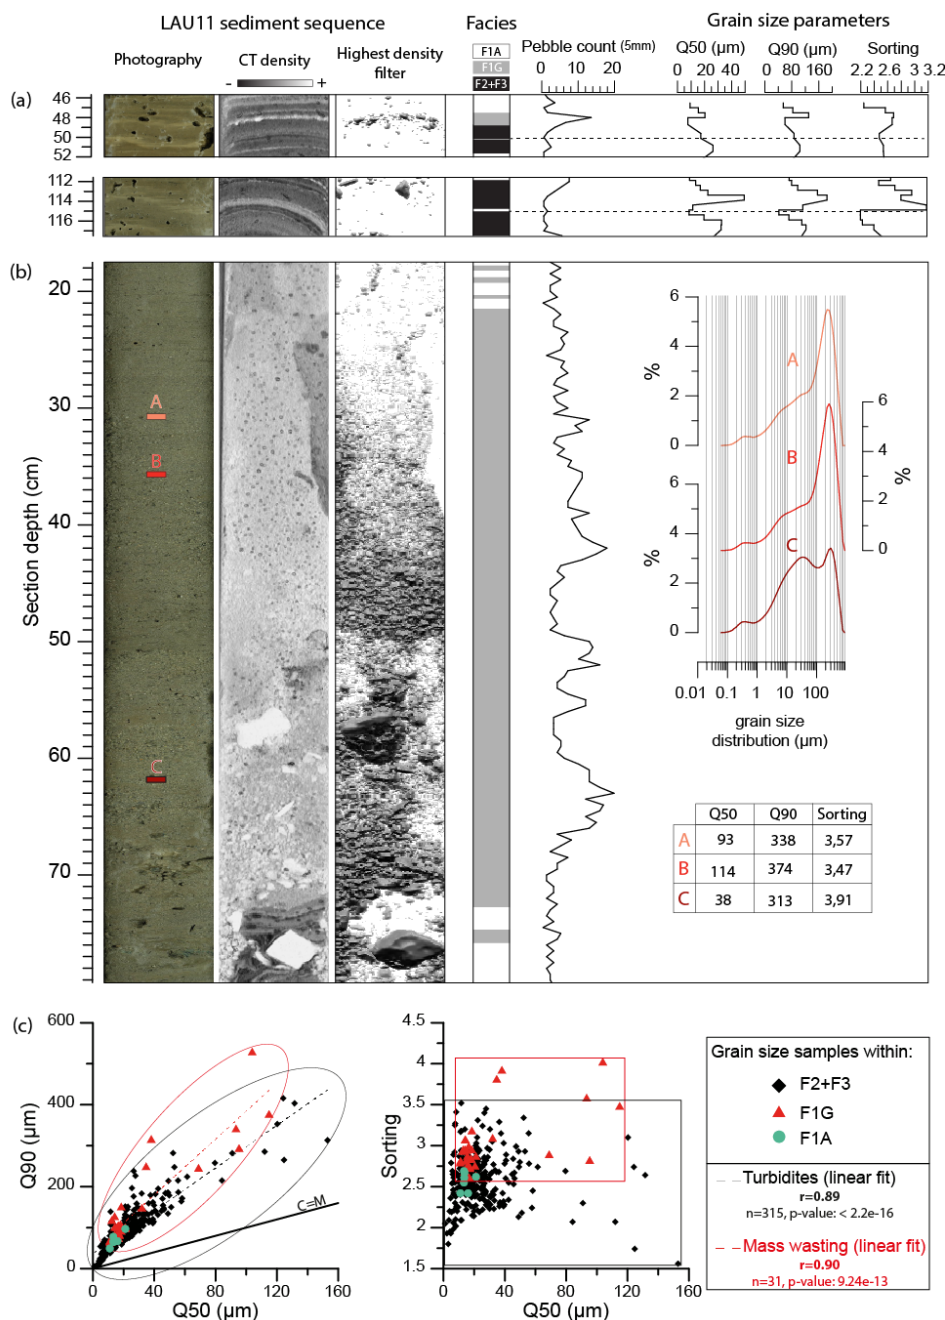 LAU11 sediment sequence
Facies
Grain size parameters
Photography
CT density
- +
Highest density
filter
F1A
F1G
F2+F3
Pebble count (5mm)
0 10 20
Q50 (µm)
0 20 40
Q90 (µm)
0 80 160
Sorting
2.2 2.6 3 3.2
(a)
46
48
50
52
112
114
116
(b)
Section depth (cm)
20
30
40
50
60
70
A
B
C
6
4
2
0
%
A
6
4
2
0
%
B
6
4
2
0
%
C
0.01 0.1 1 10 100
grain size
distribution (µm)
Q50 Q90 Sorting
A 93 338 3,57
B 114 374 3,47
C 38 313 3,91
(c)
Q90 (µm)
600
400
200
0
C=M
0 40 80 120 160
Q50 (µm)
Sorting
4.5
4
3.5
3
2.5
2
1.5
0 40 80 120 160
Q50 (µm)
Grain size samples within:
F2+F3
F1G
F1A
Turbidites (linear fit)
r=0.89
n=315, p-value: < 2.2e-16
Mass wasting (linear fit)
r=0.90
n=31, p-value: 9.24e-13